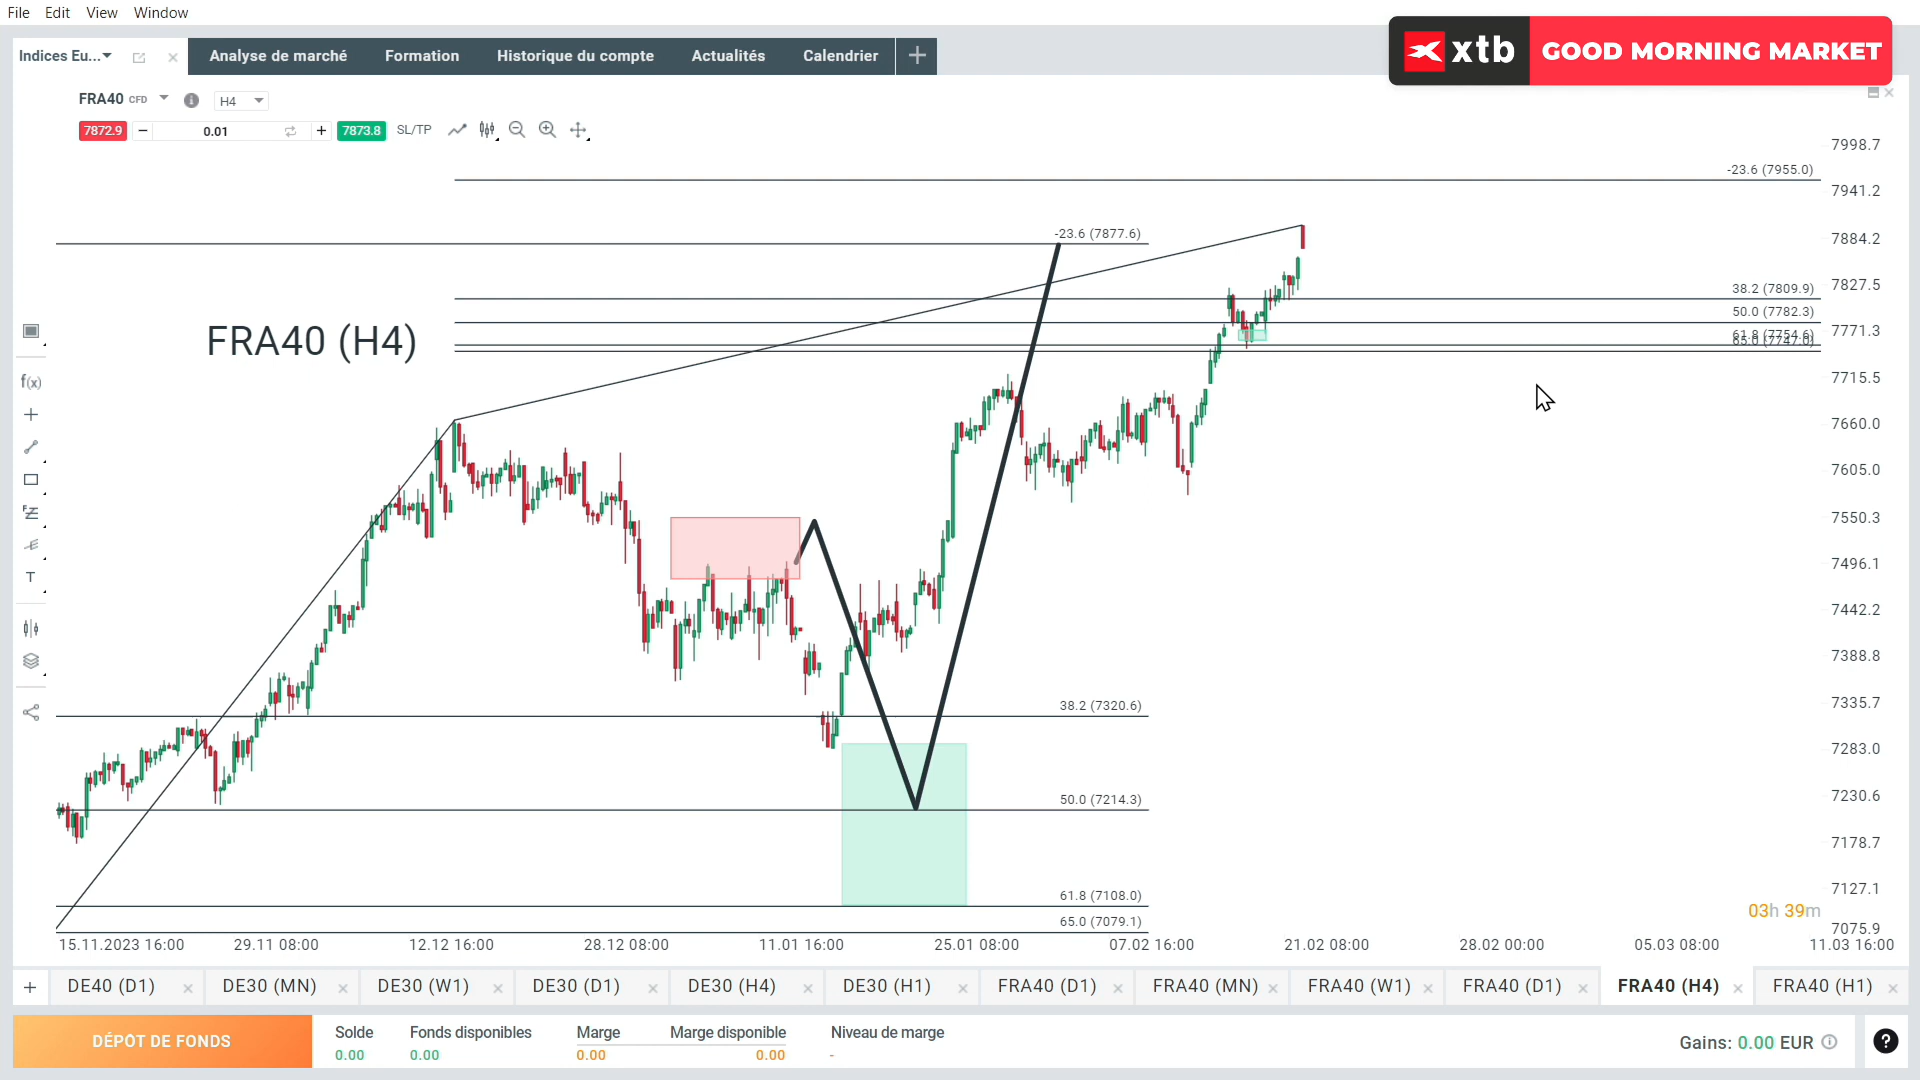 File Edit View Window
Indices Eu... Analyse de marché Formation Historique du compte Actualités Calendrier
xtb GOOD MORNING MARKET
FRA40 CFD H4
7872.9 0.01 7873.8 SL/TP
7998.7
-23.6 (7955.0)
7941.2
-23.6 (7877.6)
7884.2
38.2 (7809.9)
7827.5
50.0 (7782.3)
61.8 (7754.6)
65.0 (7747.0)
7771.3
FRA40 (H4)
f(x)
T
7715.5
7660.0
7605.0
7550.3
7496.1
7442.2
7388.8
38.2 (7320.6)
7335.7
7283.0
50.0 (7214.3)
7230.6
7178.7
61.8 (7108.0)
7127.1
03h 39m
65.0 (7079.1)
7075.9
15.11.2023 16:00 29.11 08:00 12.12 16:00 28.12 08:00 11.01 16:00 25.01 08:00 07.02 16:00 21.02 08:00 28.02 00:00 05.03 08:00 11.03 16:00
DE40 (D1) DE30 (MN) DE30 (W1) DE30 (D1) DE30 (H4) DE30 (H1) FRA40 (D1) FRA40 (MN) FRA40 (W1) FRA40 (D1) FRA40 (H4) FRA40 (H1)
DÉPÔT DE FONDS
Solde Fonds disponibles Marge Marge disponible Niveau de marge
0.00 0.00 0.00 0.00 -
Gains: 0.00 EUR